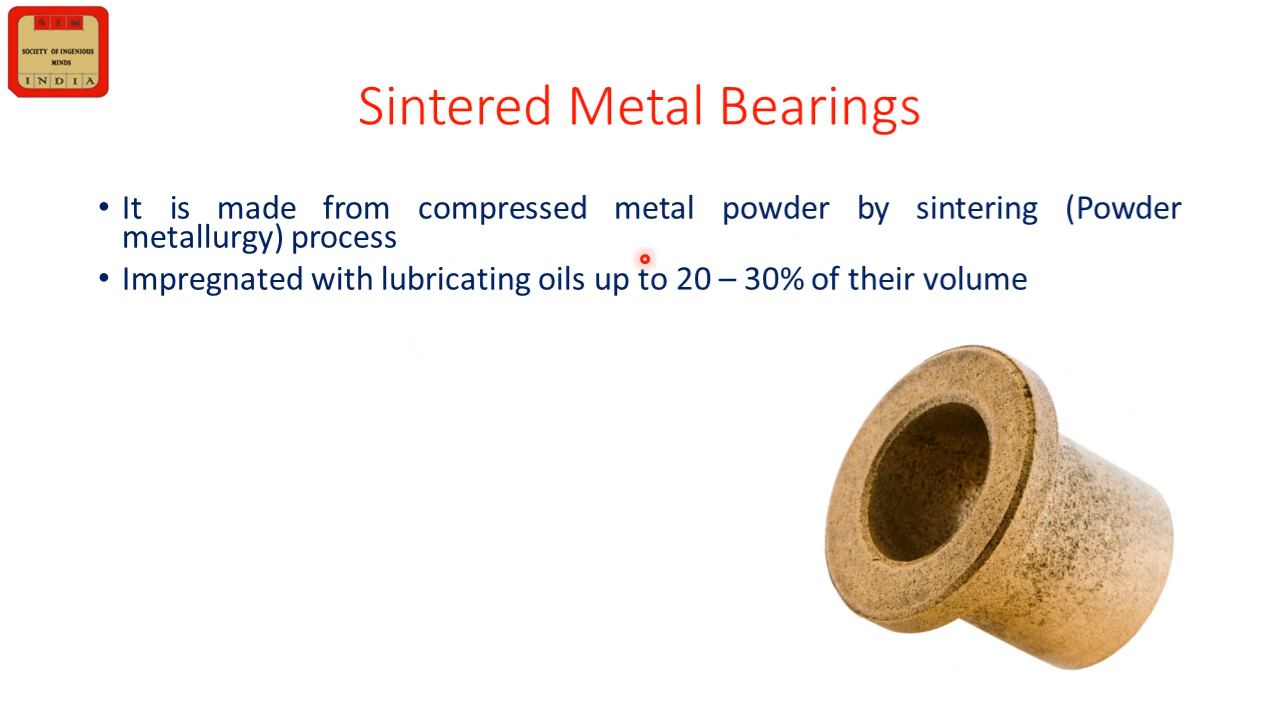 S I M
SOCIETY OF INGENIOUS
MINDS
INDIA
Sintered Metal Bearings
• It is made from compressed metal powder by sintering (Powder
metallurgy) process
• Impregnated with lubricating oils up to 20 – 30% of their volume